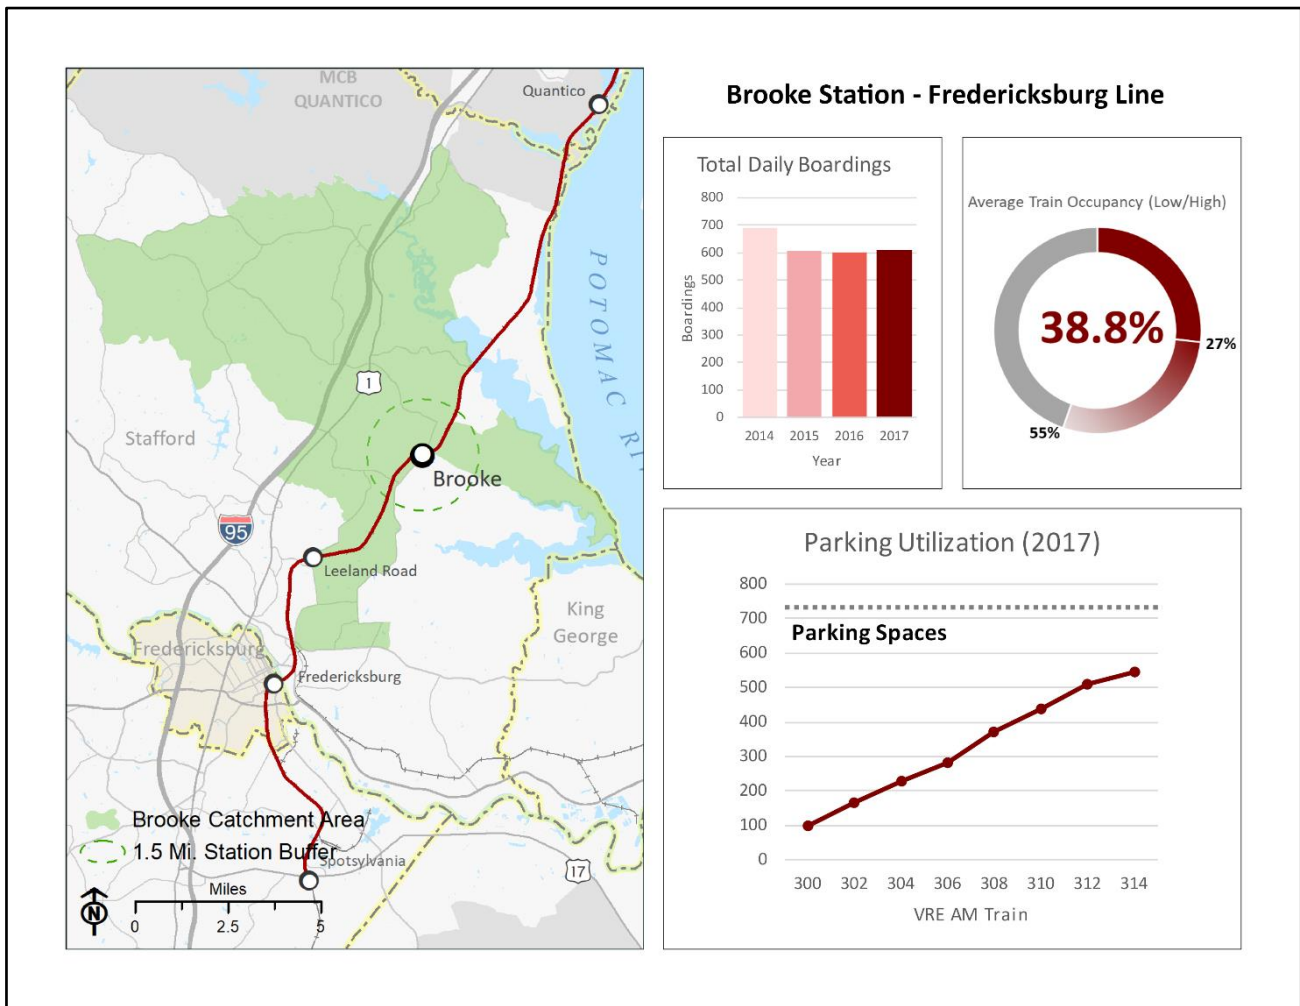 Brooke Station - Fredericksburg Line
MCB
QUANTICO
Quantico
POTOMAC
1
Stafford
Brooke
95
Leeland Road
King
George
Fredericksburg
Fredericksburg
Brooke Catchment Area
1.5 Mi. Station Buffer
Spotsylvania
17
Miles
N
0 2.5 5
Total Daily Boardings
800
700
600
500
400
300
200
100
0
Boardings
2014 2015 2016 2017
Year
Average Train Occupancy (Low/High)
38.8%
27%
55%
Parking Utilization (2017)
800
700
Parking Spaces
600
500
400
300
200
100
0
300 302 304 306 308 310 312 314
VRE AM Train